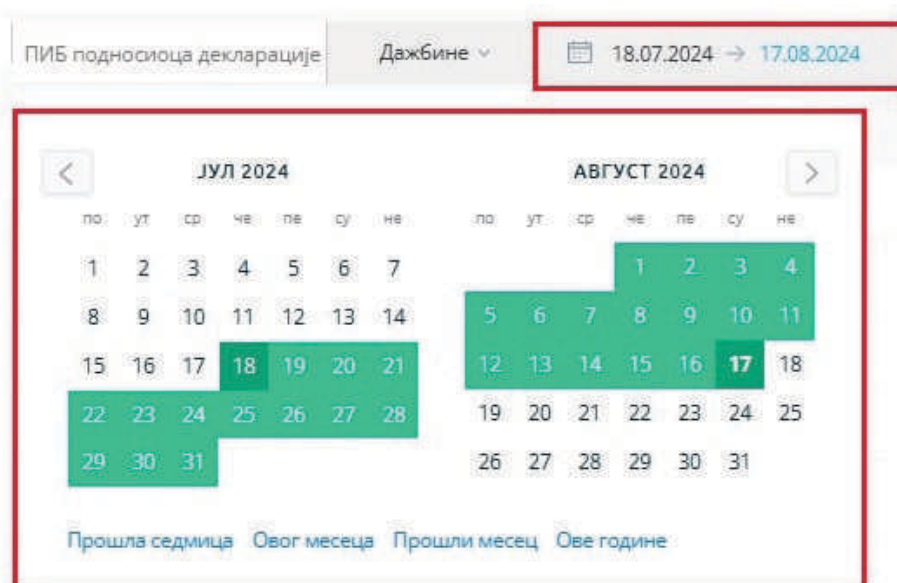 ПИБ подносиоца декларације Дажбине 18.07.2024 → 17.08.2024
ЈУЛ 2024 АВГУСТ 2024
по ут ср че пе су не по ут ср че пе су не
1 2 3 4 5 6 7 1 2 3 4
8 9 10 11 12 13 14 5 6 7 8 9 10 11
15 16 17 18 19 20 21 12 13 14 15 16 17 18
22 23 24 25 26 27 28 19 20 21 22 23 24 25
29 30 31 26 27 28 29 30 31
Прошла седмица Овог месеца Прошли месец Ове године